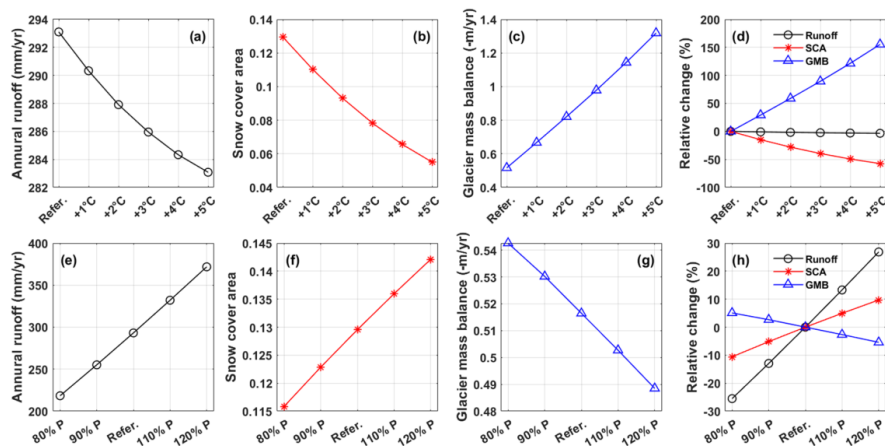 Annural runoff (mm/yr)
294
292
290
288
286
284
282
(a)
Refer. +1°C +2°C +3°C +4°C +5°C
Snow cover area
0.14
0.12
0.1
0.08
0.06
0.04
(b)
Refer. +1°C +2°C +3°C +4°C +5°C
Glacier mass balance (-m/yr)
1.4
1.2
1
0.8
0.6
0.4
(c)
Refer. +1°C +2°C +3°C +4°C +5°C
Relative change (%)
200
150
100
50
0
-50
-100
Runoff
SCA
GMB
(d)
Refer. +1°C +2°C +3°C +4°C +5°C
Annural runoff (mm/yr)
400
350
300
250
200
(e)
80% P 90% P Refer. 110% P 120% P
Snow cover area
0.145
0.14
0.135
0.13
0.125
0.12
0.115
(f)
80% P 90% P Refer. 110% P 120% P
Glacier mass balance (-m/yr)
0.54
0.53
0.52
0.51
0.5
0.49
0.48
(g)
80% P 90% P Refer. 110% P 120% P
Relative change (%)
30
20
10
0
-10
-20
-30
Runoff
SCA
GMB
(h)
80% P 90% P Refer. 110% P 120% P